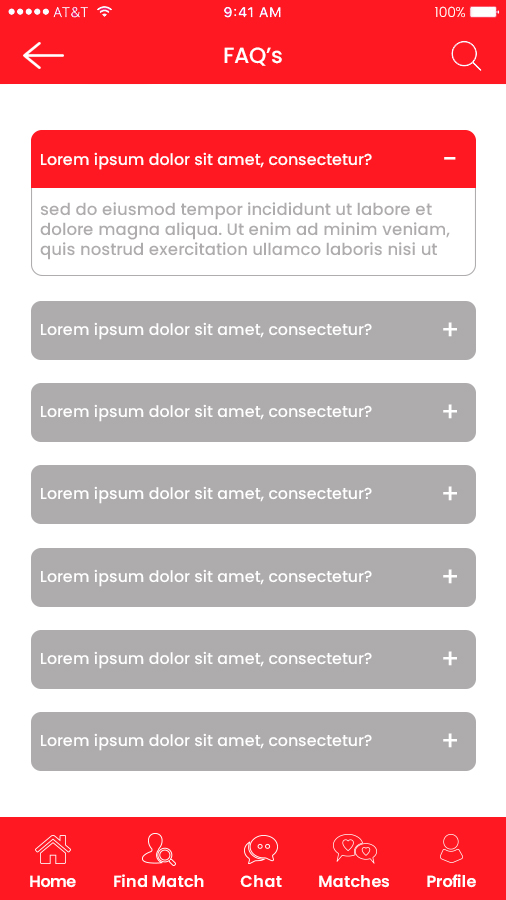 AT&T 9:41 AM 100%
FAQ’s
Lorem ipsum dolor sit amet, consectetur?
sed do eiusmod tempor incididunt ut labore et
dolore magna aliqua. Ut enim ad minim veniam,
quis nostrud exercitation ullamco laboris nisi ut
Lorem ipsum dolor sit amet, consectetur?
Lorem ipsum dolor sit amet, consectetur?
Lorem ipsum dolor sit amet, consectetur?
Lorem ipsum dolor sit amet, consectetur?
Lorem ipsum dolor sit amet, consectetur?
Lorem ipsum dolor sit amet, consectetur?
Home Find Match Chat Matches Profile